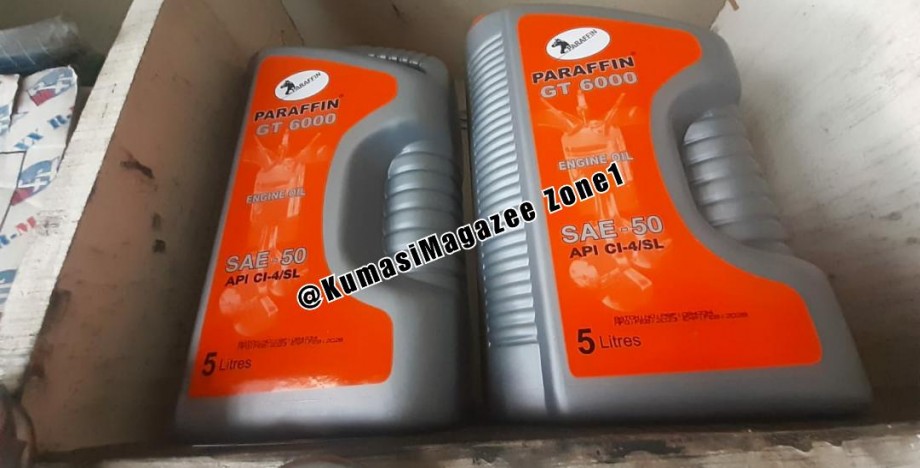 PARAFFIN
PARAFFIN
GT 6000
ENGINE OIL
SAE - 50
API CI-4/SL
5 Litres
PARAFFIN
PARAFFIN
GT 6000
ENGINE OIL
SAE - 50
API CI-4/SL
5 Litres
@KumasiMagazee Zone1